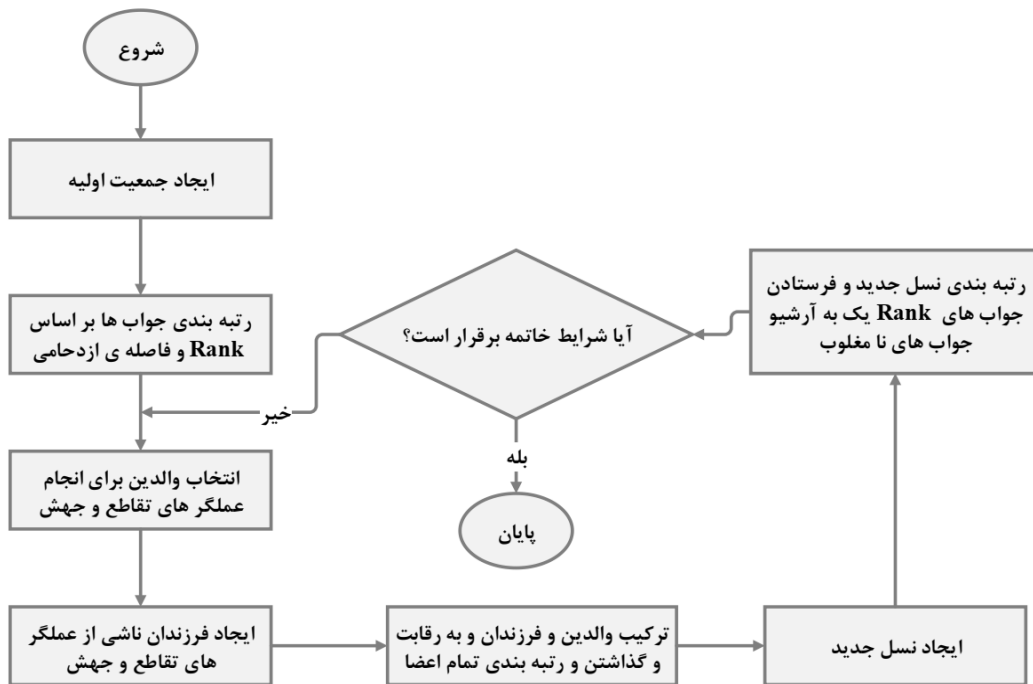 شروع
ایجاد جمعیت اولیه
رتبه بندی جواب ها بر اساس
Rank و فاصله ی ازدحامی
انتخاب والدین برای انجام
عملگر های تقاطع و جهش
ایجاد فرزندان ناشی از عملگر
های تقاطع و جهش
ترکیب والدین و فرزندان و به رقابت
و گذاشتن و رتبه بندی تمام اعضا
ایجاد نسل جدید
رتبه بندی نسل جدید و فرستادن
جواب های Rank یک به آرشیو
جواب های نا مغلوب
آیا شرایط خاتمه برقرار است؟
خیر
بله
پایان